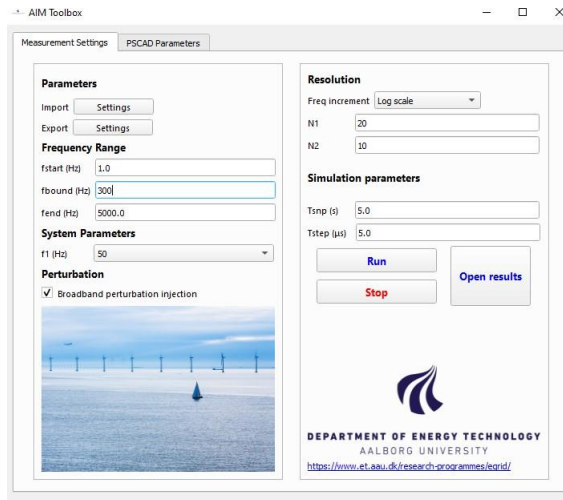 AIM Toolbox
Measurement Settings
PSCAD Parameters
Parameters
Import Settings
Export Settings
Frequency Range
fstart (Hz) 1.0
fbound (Hz) 300
fend (Hz) 5000.0
System Parameters
f1 (Hz) 50
Perturbation
Broadband perturbation injection
Resolution
Freq increment Log scale
N1 20
N2 10
Simulation parameters
Tsnp (s) 5.0
Tstep (µs) 5.0
Run
Stop
Open results
DEPARTMENT OF ENERGY TECHNOLOGY
AALBORG UNIVERSITY
https://www.et.aau.dk/research-programmes/egrid/